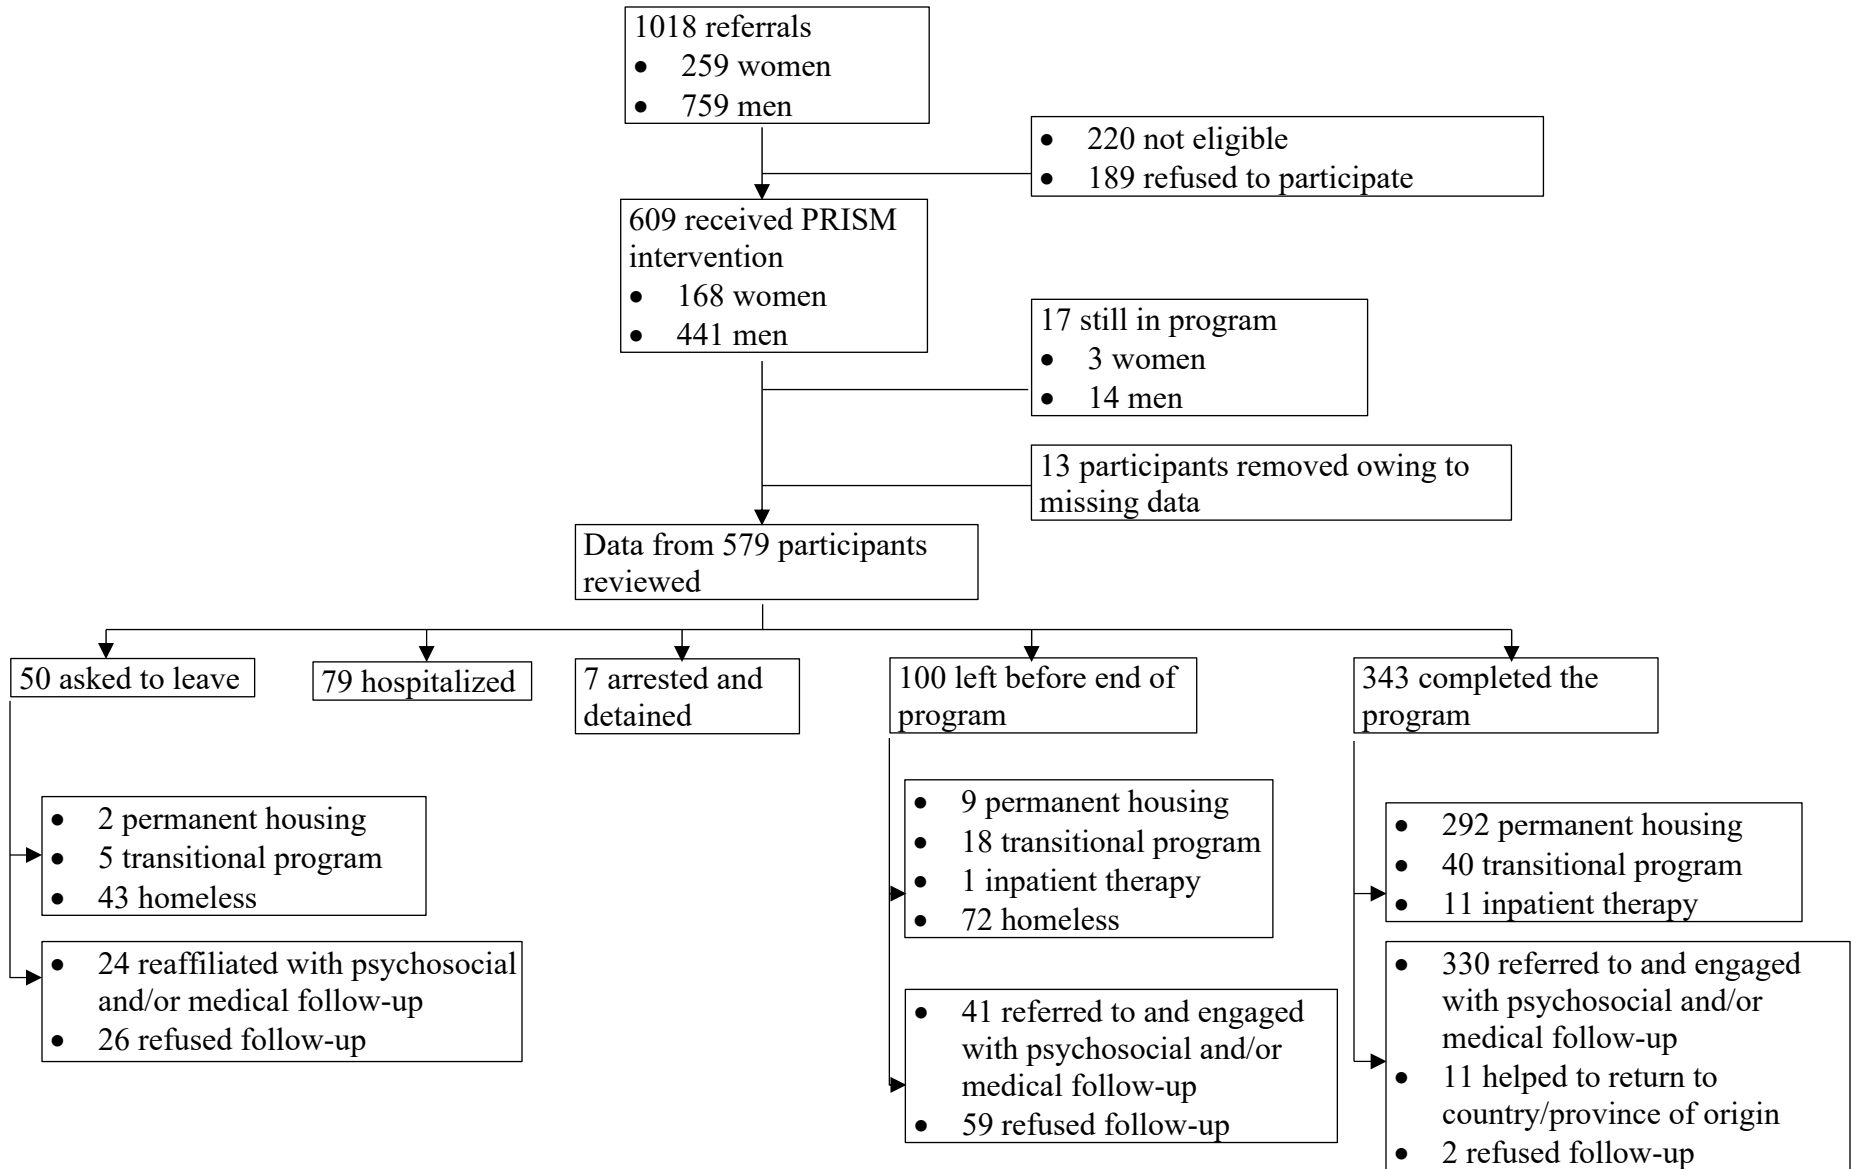 1018 referrals
• 259 women
• 759 men
• 220 not eligible
• 189 refused to participate
609 received PRISM
intervention
• 168 women
• 441 men
17 still in program
• 3 women
• 14 men
13 participants removed owing to
missing data
Data from 579 participants
reviewed
50 asked to leave
79 hospitalized
7 arrested and
detained
100 left before end of
program
343 completed the
program
• 2 permanent housing
• 5 transitional program
• 43 homeless
• 24 reaffiliated with psychosocial
and/or medical follow-up
• 26 refused follow-up
• 9 permanent housing
• 18 transitional program
• 1 inpatient therapy
• 72 homeless
• 41 referred to and engaged
with psychosocial and/or
medical follow-up
• 59 refused follow-up
• 292 permanent housing
• 40 transitional program
• 11 inpatient therapy
• 330 referred to and engaged
with psychosocial and/or
medical follow-up
• 11 helped to return to
country/province of origin
• 2 refused follow-up